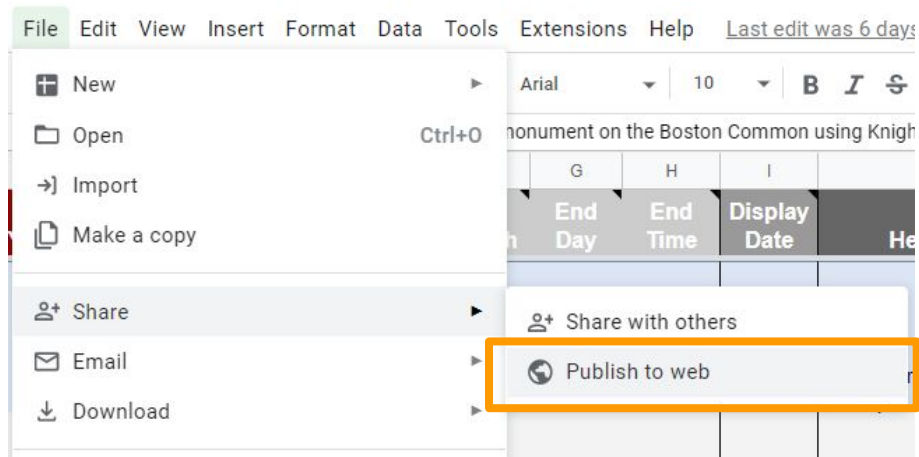 File Edit View Insert Format Data Tools Extensions Help Last edit was 6 days
New Arial 10 B I S
Open Ctrl+O monument on the Boston Common using Knigh
Import G H I
Make a copy End Day End Time Display Date He
Share Share with others
Email Publish to web
Download